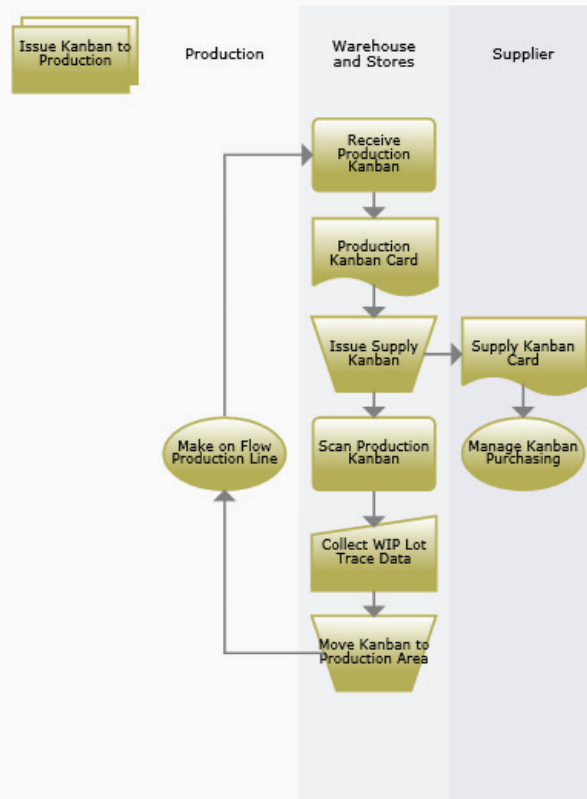 Issue Kanban to
Production
Production
Warehouse
and Stores
Supplier
Receive
Production
Kanban
Production
Kanban Card
Issue Supply
Kanban
Supply Kanban
Card
Make on Flow
Production Line
Scan Production
Kanban
Manage Kanban
Purchasing
Collect WIP Lot
Trace Data
Move Kanban to
Production Area